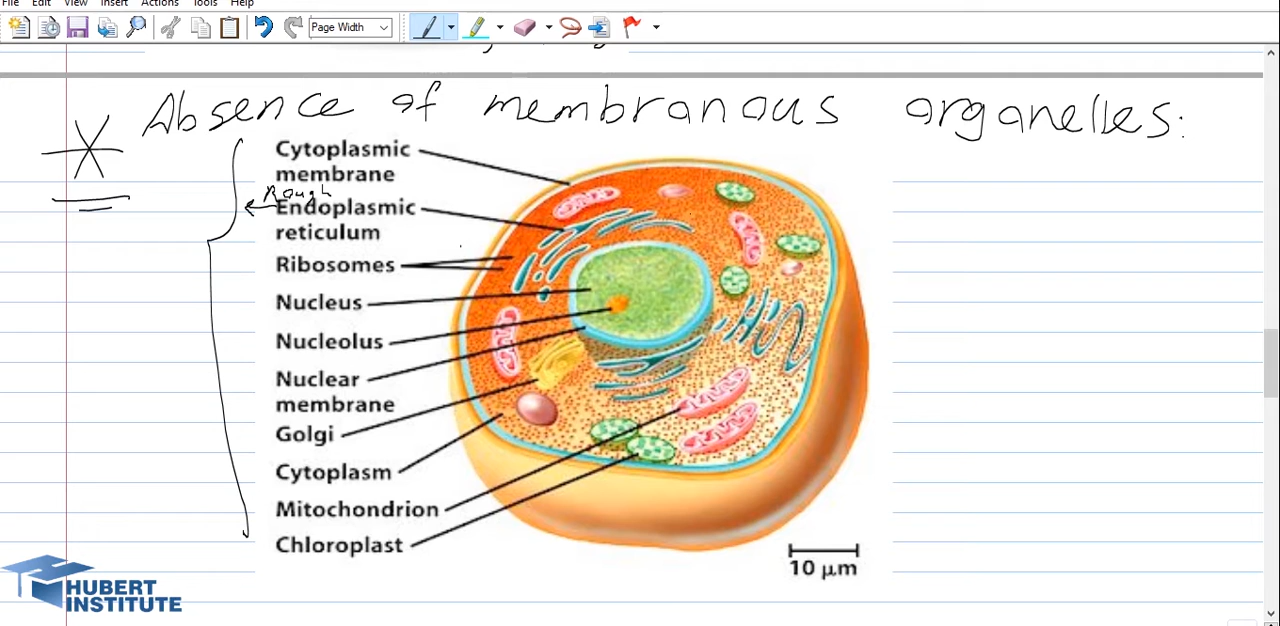 File Edit View Insert Actions Tools Help
Page Width
Absence of membranous organelles:
Cytoplasmic
membrane
Rough
Endoplasmic
reticulum
Ribosomes
Nucleus
Nucleolus
Nuclear
membrane
Golgi
Cytoplasm
Mitochondrion
Chloroplast
10 µm
HUBERT
INSTITUTE